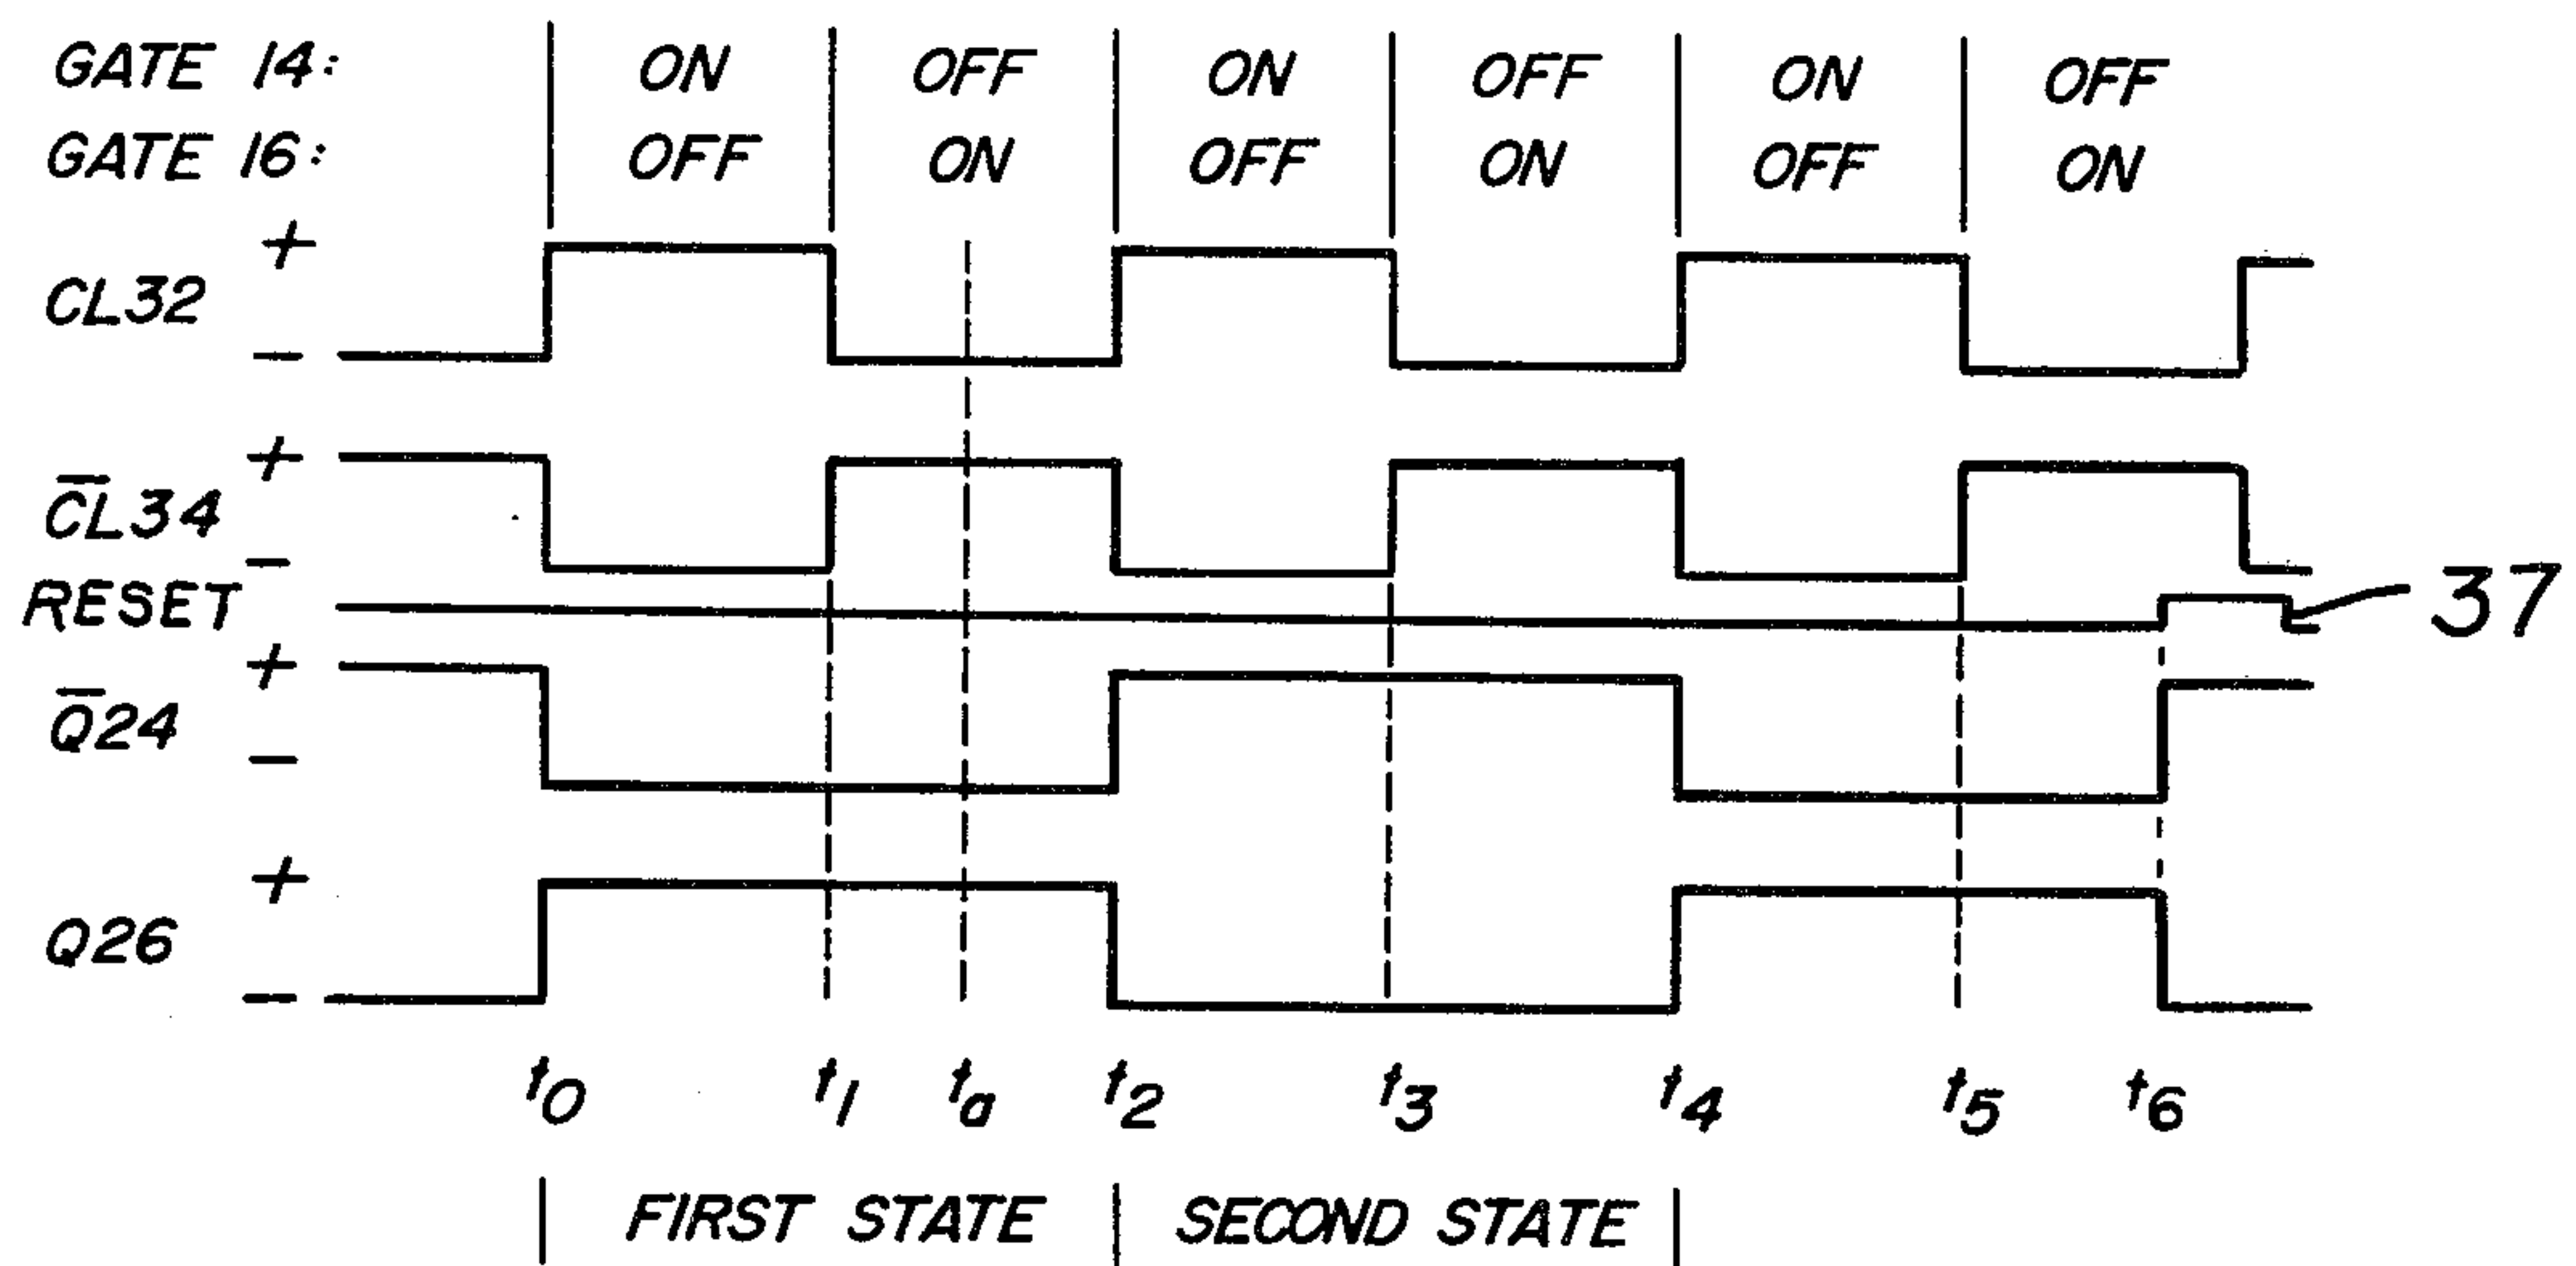 GATE 14: ON OFF ON OFF ON OFF
GATE 16: OFF ON OFF ON OFF ON
+
CL32
−
+
C̅L34
−
RESET
37
+
Q̅24
−
+
Q26
−
t0 t1 ta t2 t3 t4 t5 t6
FIRST STATE SECOND STATE